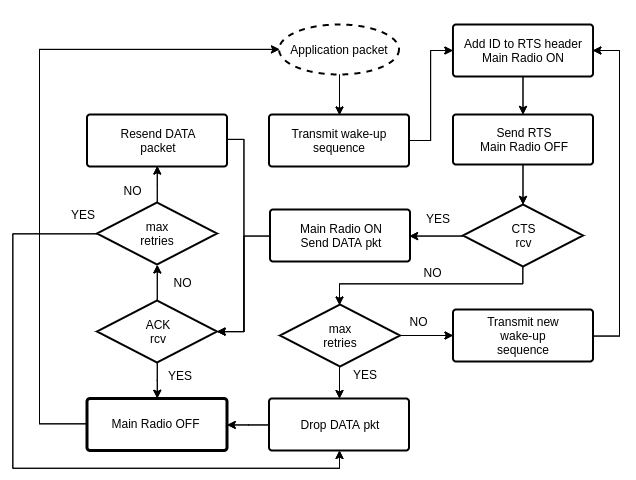 Application packet
Add ID to RTS header
Main Radio ON
Resend DATA
packet
Transmit wake-up
sequence
Send RTS
Main Radio OFF
NO
YES
max
retries
Main Radio ON
Send DATA pkt
YES
CTS
rcv
NO
NO
ACK
rcv
max
retries
NO
Transmit new
wake-up
sequence
YES
YES
Main Radio OFF
Drop DATA pkt